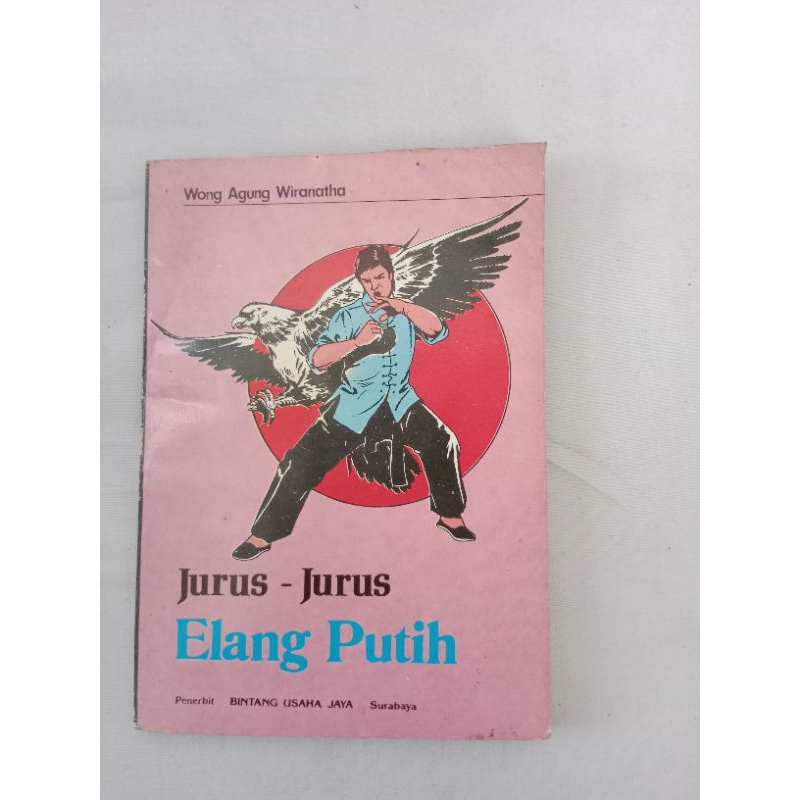 Wong Agung Wiranatha
Jurus - Jurus
Elang Putih
Penerbit BINTANG USAHA JAYA Surabaya